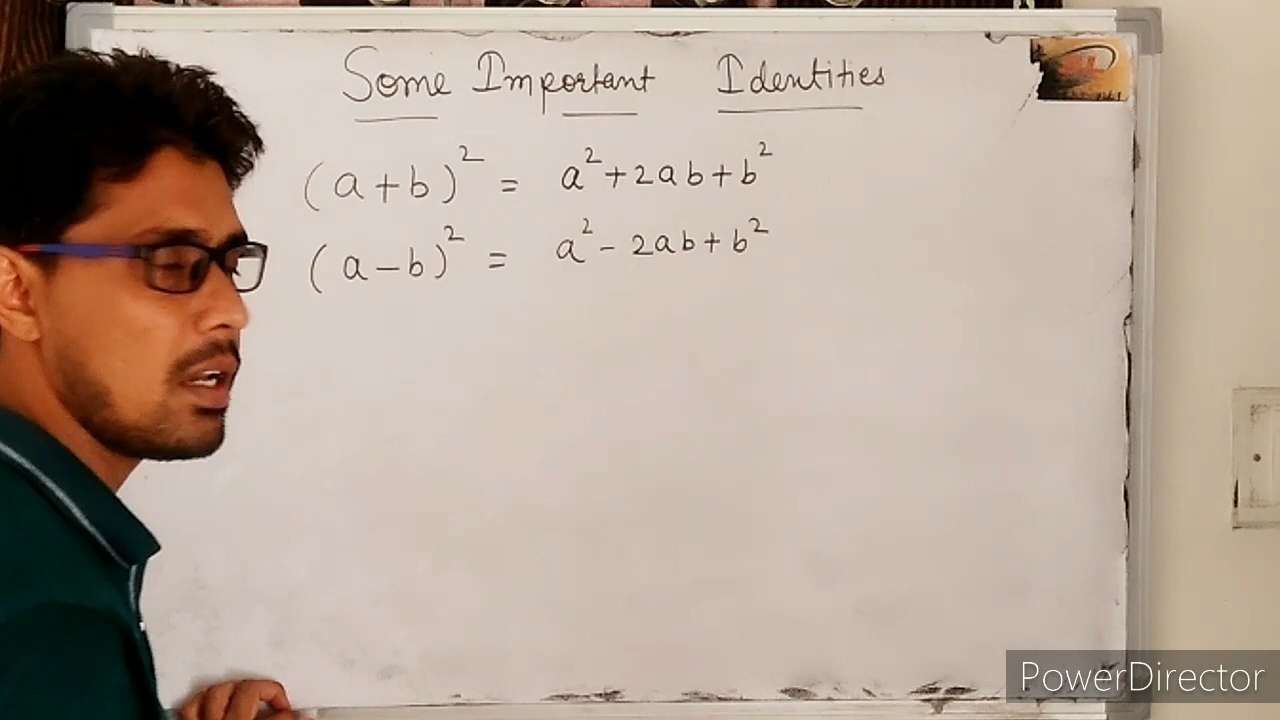 Some Important Identities
(a+b)² = a²+2ab+b²
(a-b)² = a²-2ab+b²
PowerDirector